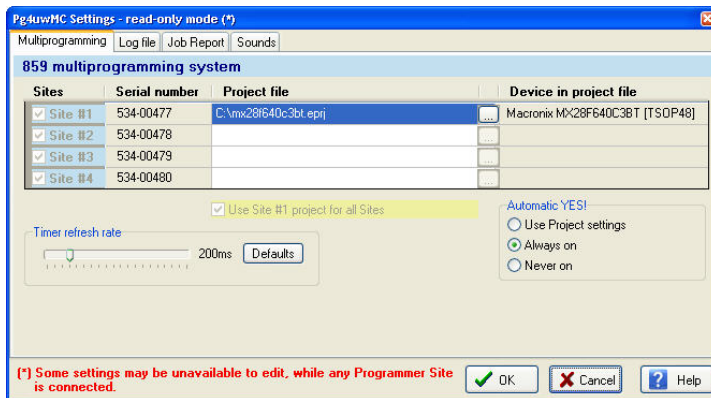 Pg4uwMC Settings - read-only mode (*)
Multiprogramming Log file Job Report Sounds
859 multiprogramming system
Sites Serial number Project file Device in project file
Site #1 534-00477 C:\mx28f640c3bt.eprj ... Macronix MX28F640C3BT [TSOP48]
Site #2 534-00478 ...
Site #3 534-00479 ...
Site #4 534-00480 ...
Use Site #1 project for all Sites
Automatic YES!
Use Project settings
Always on
Never on
Timer refresh rate
200ms Defaults
(*) Some settings may be unavailable to edit, while any Programmer Site
is connected.
OK Cancel Help